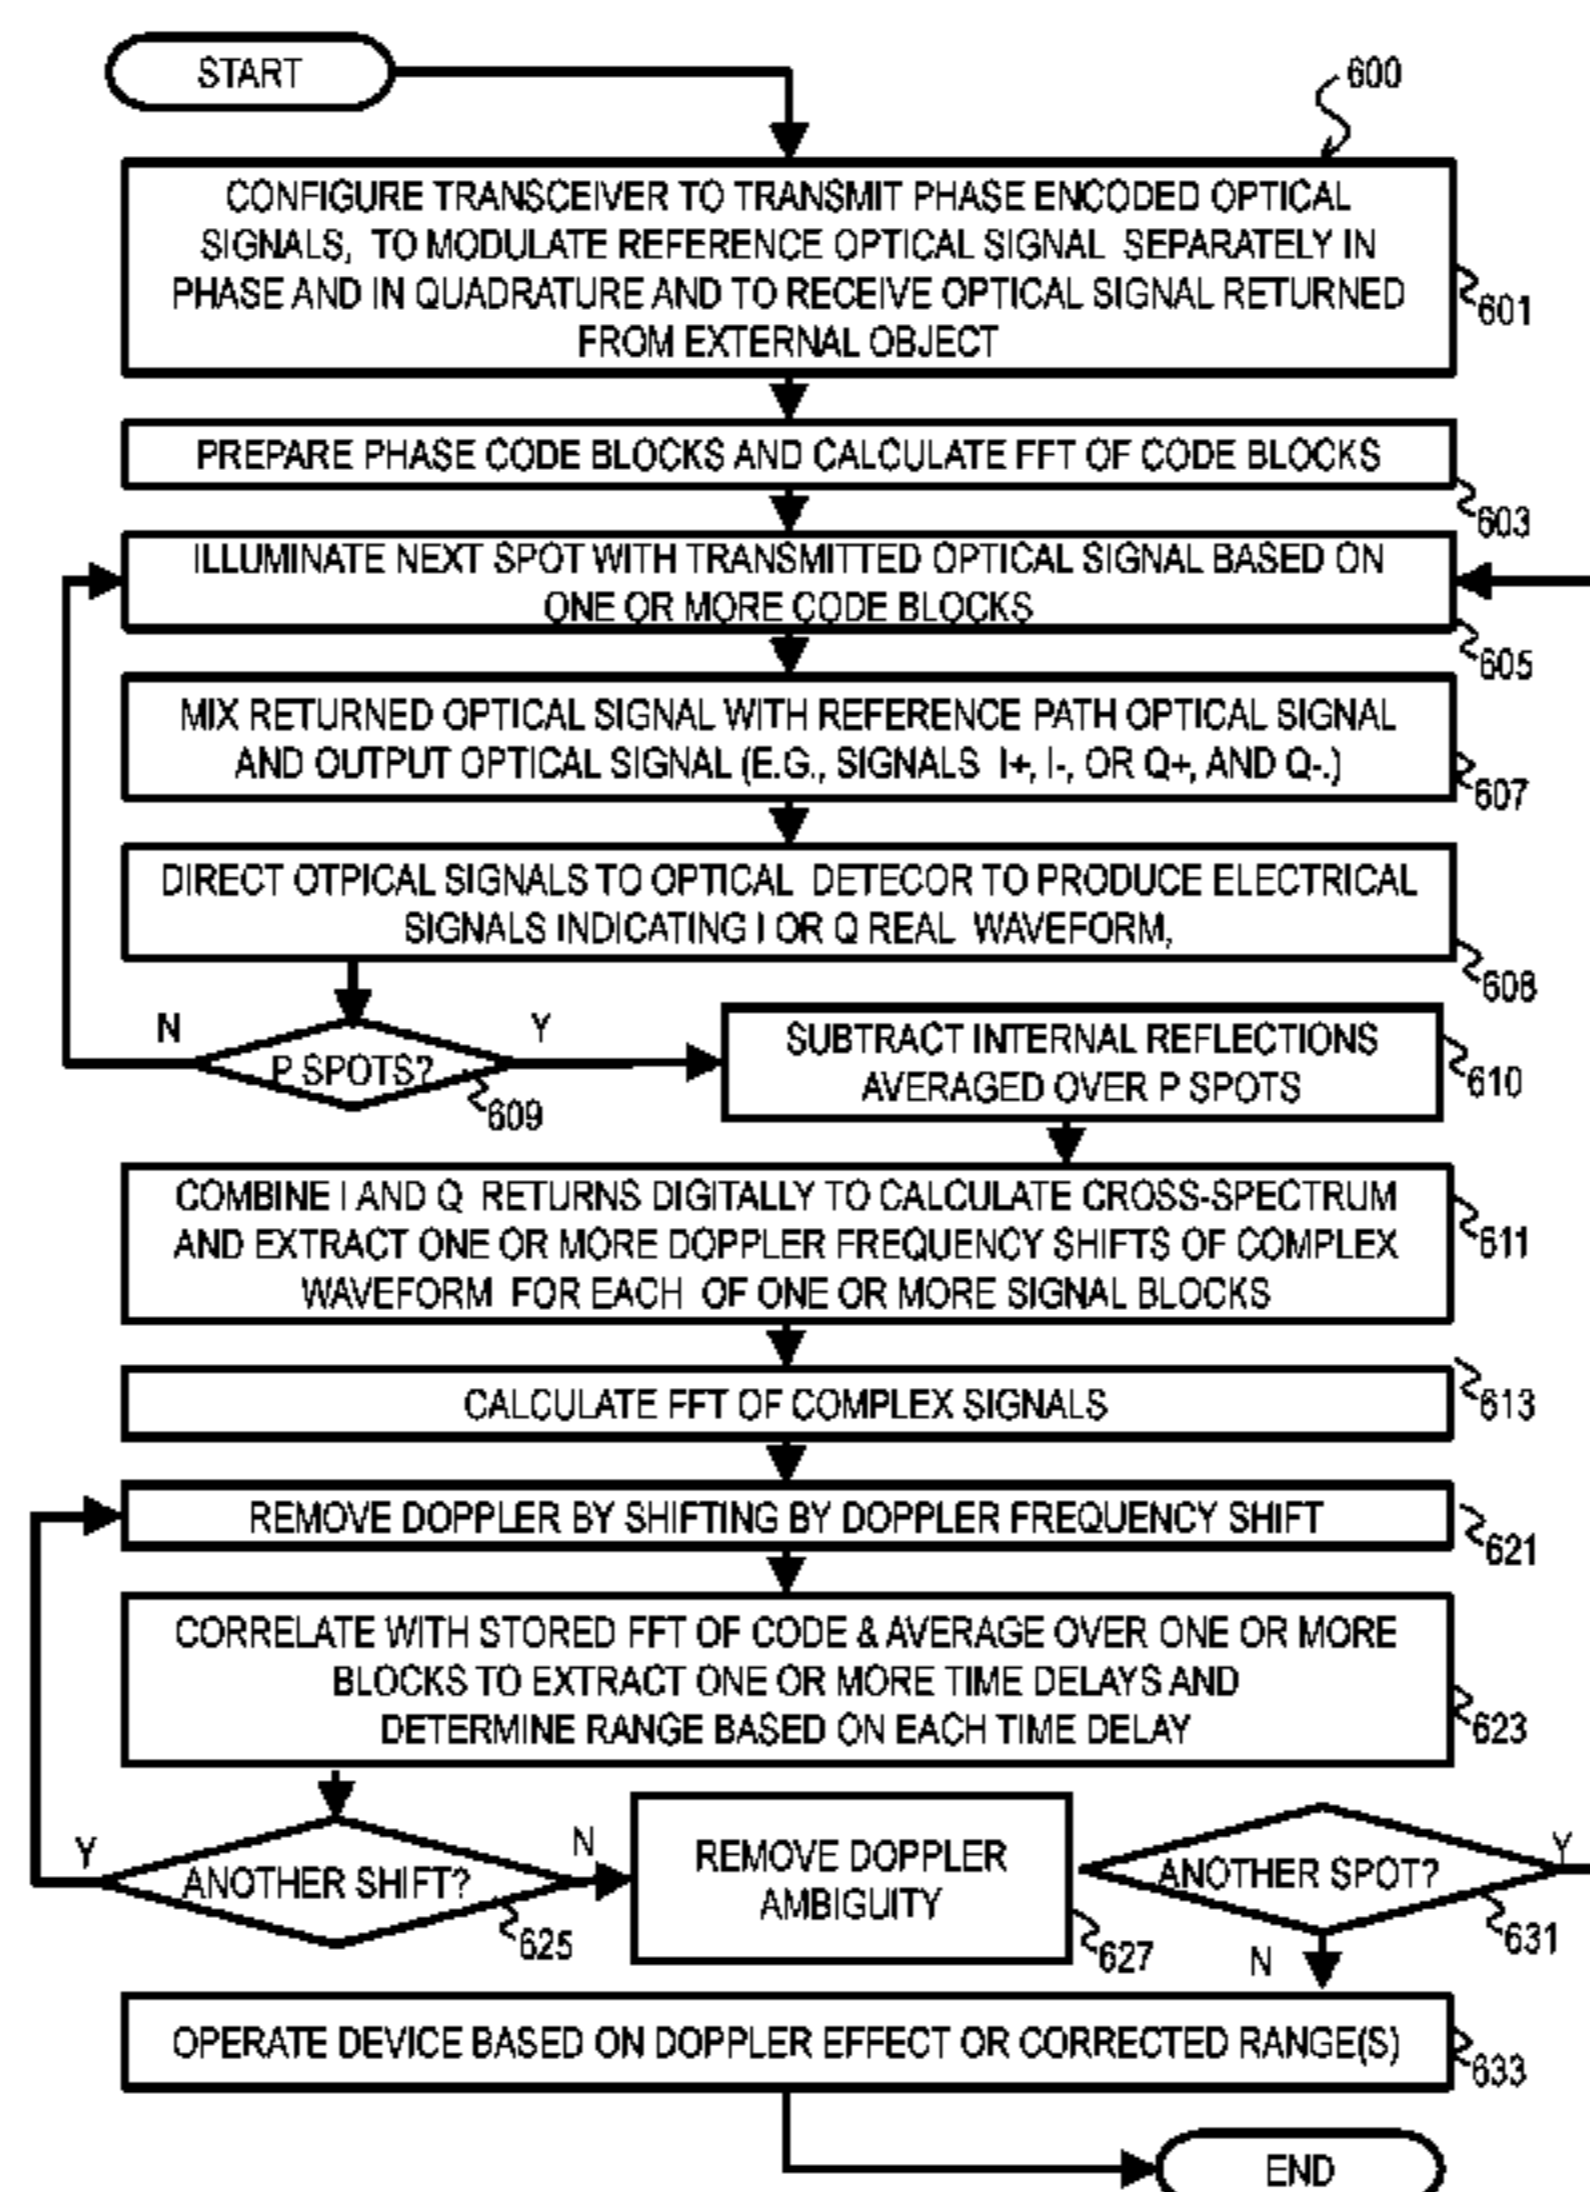 START
600
CONFIGURE TRANSCEIVER TO TRANSMIT PHASE ENCODED OPTICAL
SIGNALS, TO MODULATE REFERENCE OPTICAL SIGNAL SEPARATELY IN
PHASE AND IN QUADRATURE AND TO RECEIVE OPTICAL SIGNAL RETURNED
FROM EXTERNAL OBJECT
601
PREPARE PHASE CODE BLOCKS AND CALCULATE FFT OF CODE BLOCKS
603
ILLUMINATE NEXT SPOT WITH TRANSMITTED OPTICAL SIGNAL BASED ON
ONE OR MORE CODE BLOCKS
605
MIX RETURNED OPTICAL SIGNAL WITH REFERENCE PATH OPTICAL SIGNAL
AND OUTPUT OPTICAL SIGNAL (E.G., SIGNALS I+, I-, OR Q+, AND Q-.)
607
DIRECT OTPICAL SIGNALS TO OPTICAL DETECOR TO PRODUCE ELECTRICAL
SIGNALS INDICATING I OR Q REAL WAVEFORM,
608
N
P SPOTS?
Y
609
SUBTRACT INTERNAL REFLECTIONS
AVERAGED OVER P SPOTS
610
COMBINE I AND Q RETURNS DIGITALLY TO CALCULATE CROSS-SPECTRUM
AND EXTRACT ONE OR MORE DOPPLER FREQUENCY SHIFTS OF COMPLEX
WAVEFORM FOR EACH OF ONE OR MORE SIGNAL BLOCKS
611
CALCULATE FFT OF COMPLEX SIGNALS
613
REMOVE DOPPLER BY SHIFTING BY DOPPLER FREQUENCY SHIFT
621
CORRELATE WITH STORED FFT OF CODE & AVERAGE OVER ONE OR MORE
BLOCKS TO EXTRACT ONE OR MORE TIME DELAYS AND
DETERMINE RANGE BASED ON EACH TIME DELAY
623
Y
ANOTHER SHIFT?
N
625
REMOVE DOPPLER
AMBIGUITY
627
ANOTHER SPOT?
Y
631
N
OPERATE DEVICE BASED ON DOPPLER EFFECT OR CORRECTED RANGE(S)
633
END